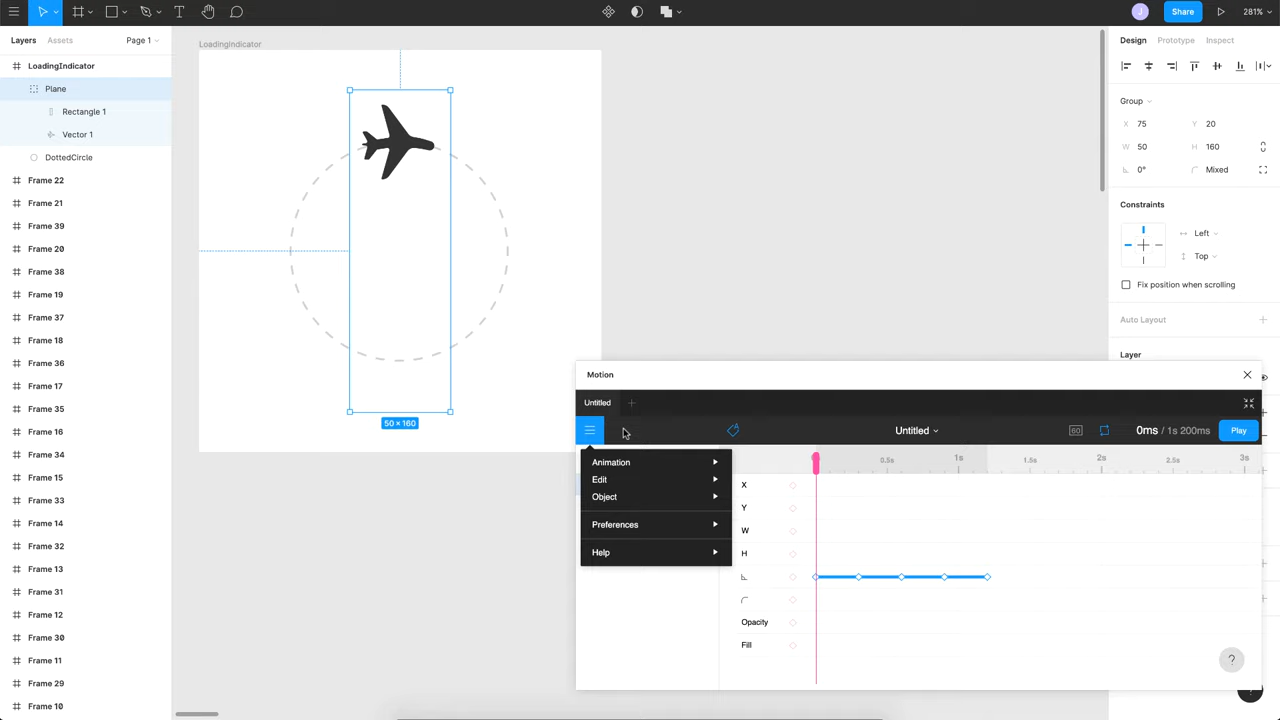 J
Share
281%
Layers
Assets
Page 1
LoadingIndicator
Plane
Rectangle 1
Vector 1
DottedCircle
Frame 22
Frame 21
Frame 39
Frame 20
Frame 38
Frame 19
Frame 37
Frame 18
Frame 36
Frame 17
Frame 35
Frame 16
Frame 34
Frame 15
Frame 33
Frame 14
Frame 32
Frame 13
Frame 31
Frame 12
Frame 30
Frame 11
Frame 29
Frame 10
LoadingIndicator
50 × 160
Design
Prototype
Inspect
Group
X 75 Y 20
W 50 H 160
0° Mixed
Constraints
Left
Top
Fix position when scrolling
Auto Layout
Layer
Motion
Untitled
Untitled
60
0ms / 1s 200ms
Play
Animation
Edit
Object
Preferences
Help
0.5s 1s 1.5s 2s 2.5s 3s
X
Y
W
H
Opacity
Fill
?